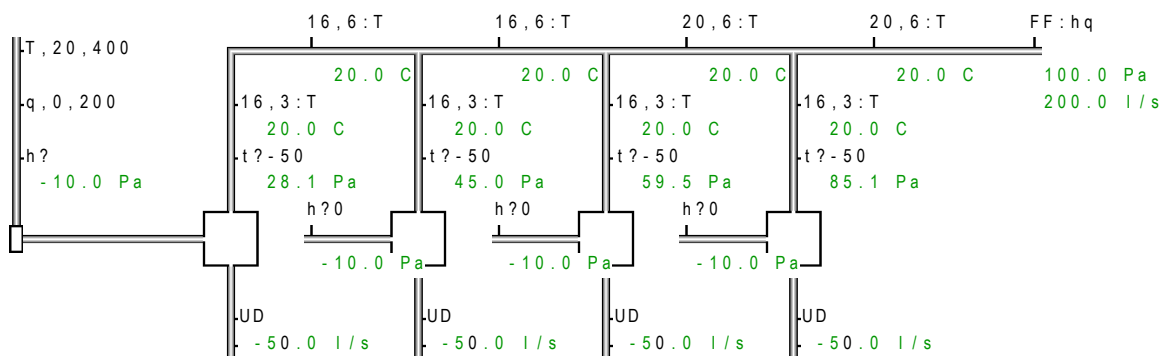 16,6:T 16,6:T 20,6:T 20,6:T FF:hq
T,20,400
20.0 C 20.0 C 20.0 C 20.0 C 100.0 Pa
q,0,200 16,3:T 16,3:T 16,3:T 16,3:T 200.0 l/s
20.0 C 20.0 C 20.0 C 20.0 C
h? t?-50 t?-50 t?-50 t?-50
-10.0 Pa 28.1 Pa 45.0 Pa 59.5 Pa 85.1 Pa
h?0 h?0 h?0
-10.0 Pa -10.0 Pa -10.0 Pa
UD UD UD UD
-50.0 l/s -50.0 l/s -50.0 l/s -50.0 l/s